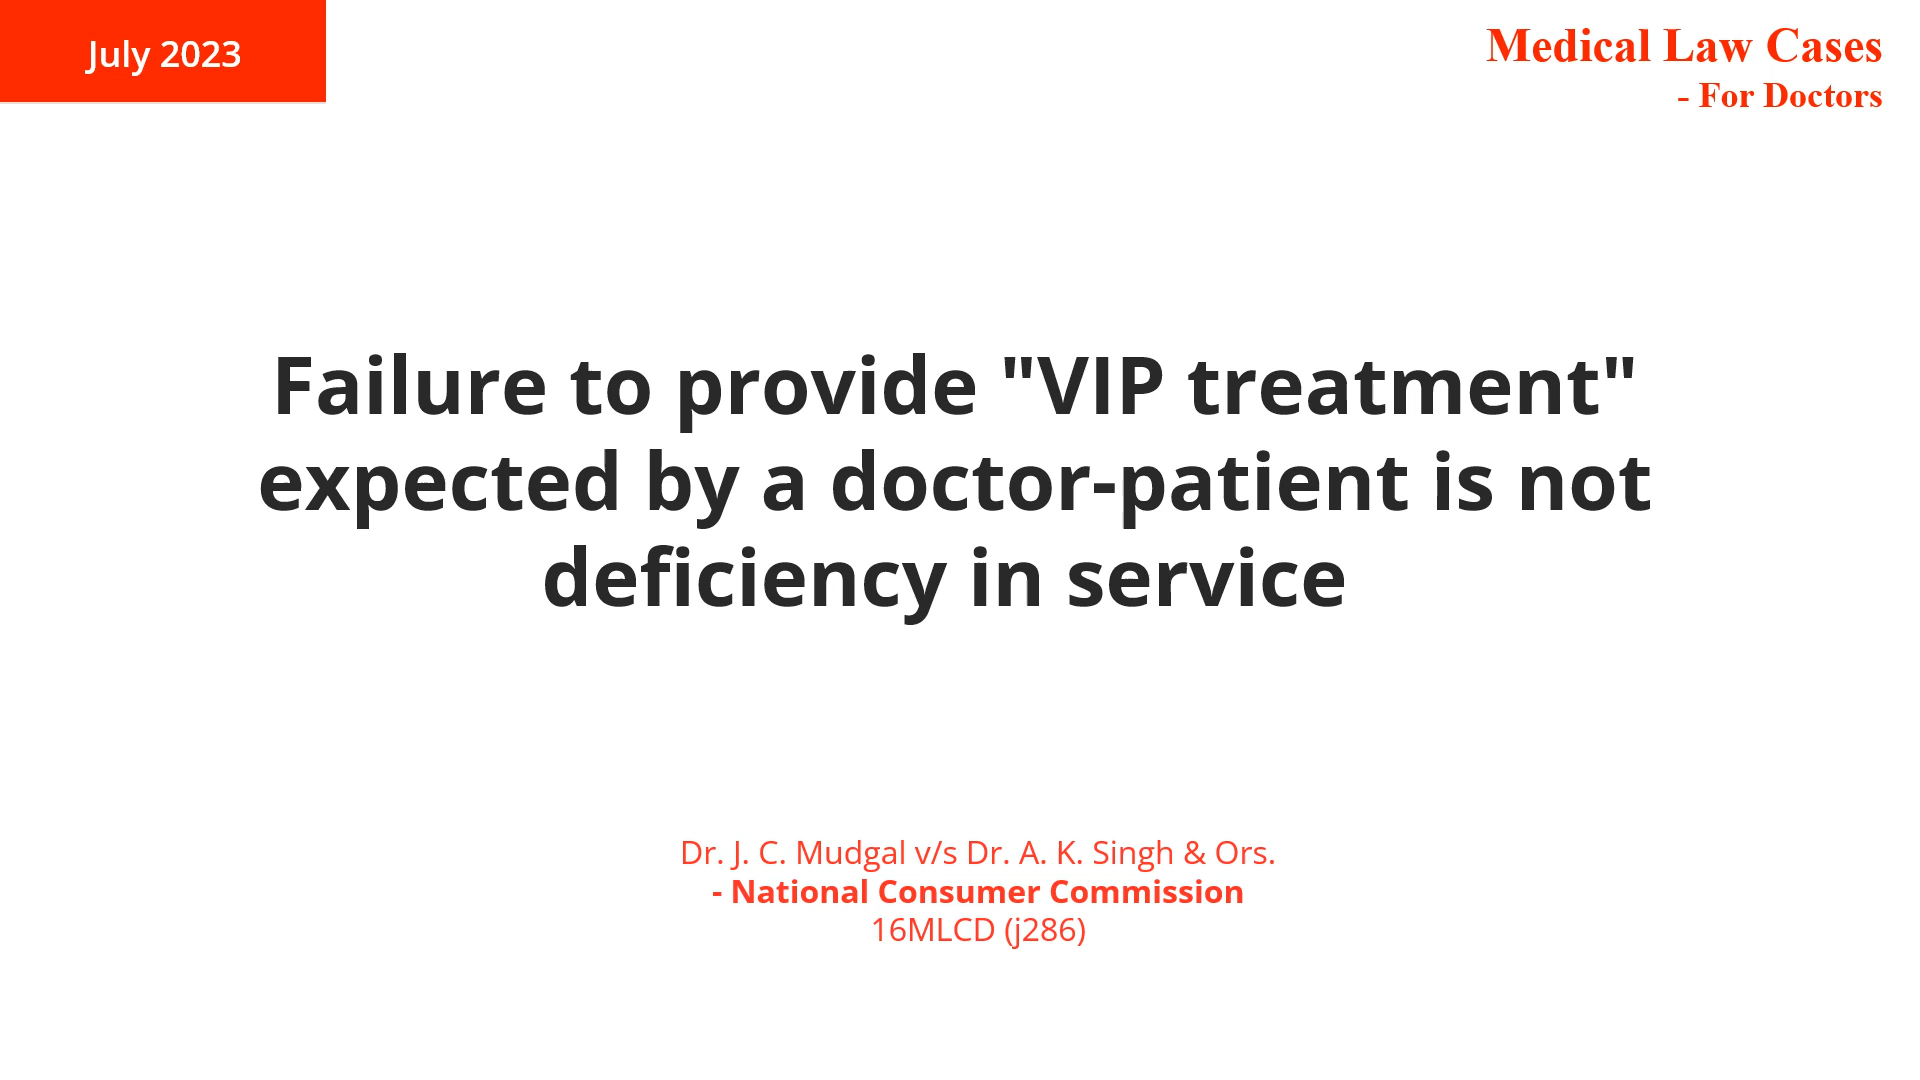 July 2023
Medical Law Cases
- For Doctors
Failure to provide "VIP treatment"
expected by a doctor-patient is not
deficiency in service
Dr. J. C. Mudgal v/s Dr. A. K. Singh & Ors.
- National Consumer Commission
16MLCD (j286)